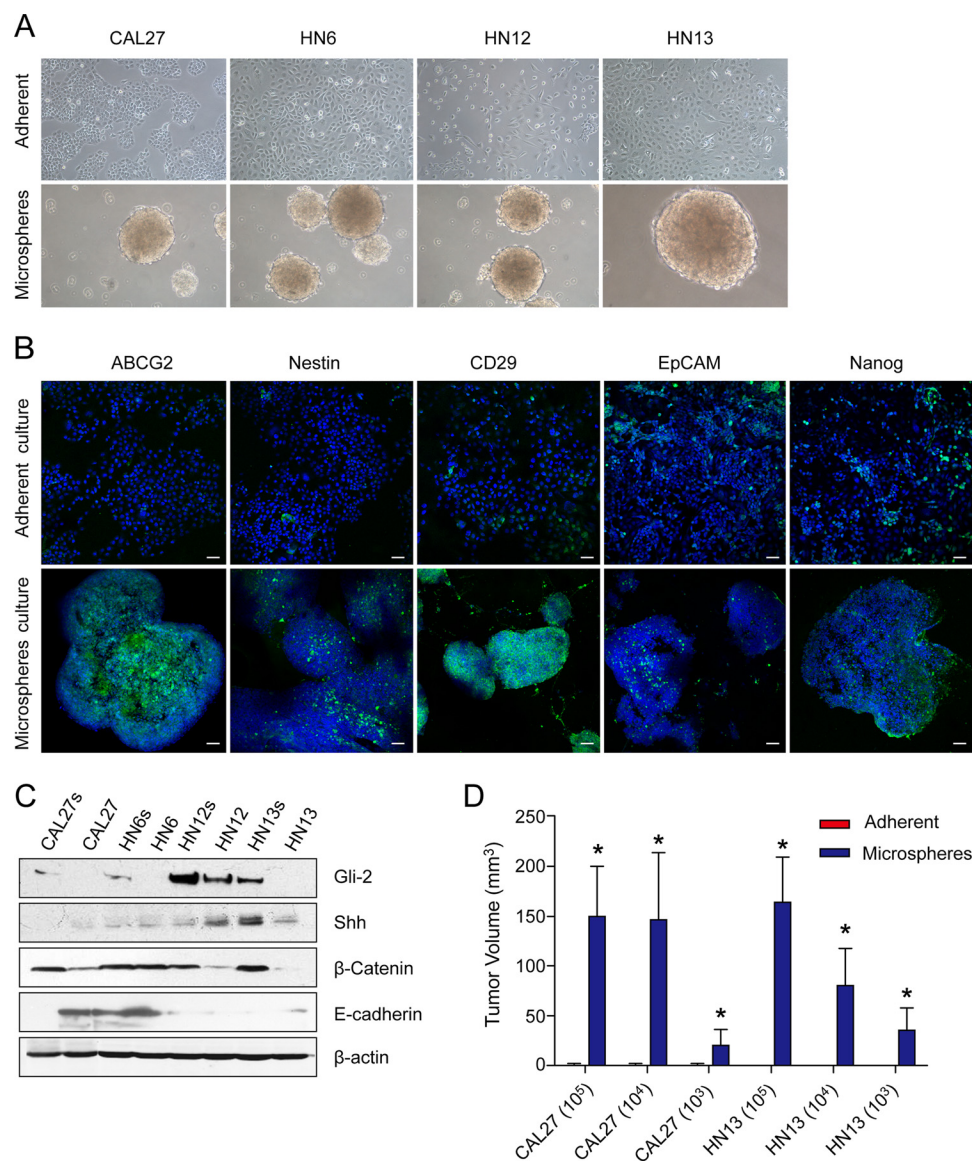 A
CAL27 HN6 HN12 HN13
Adherent
Microspheres
B
ABCG2 Nestin CD29 EpCAM Nanog
Adherent culture
Microspheres culture
C
CAL27s CAL27 HN6s HN6 HN12s HN12 HN13s HN13
Gli-2
Shh
β-Catenin
E-cadherin
β-actin
D
Adherent
Microspheres
Tumor Volume (mm³)
250
200
150
100
50
0
* * * * * *
CAL27 (10⁵) CAL27 (10⁴) CAL27 (10³) HN13 (10⁵) HN13 (10⁴) HN13 (10³)